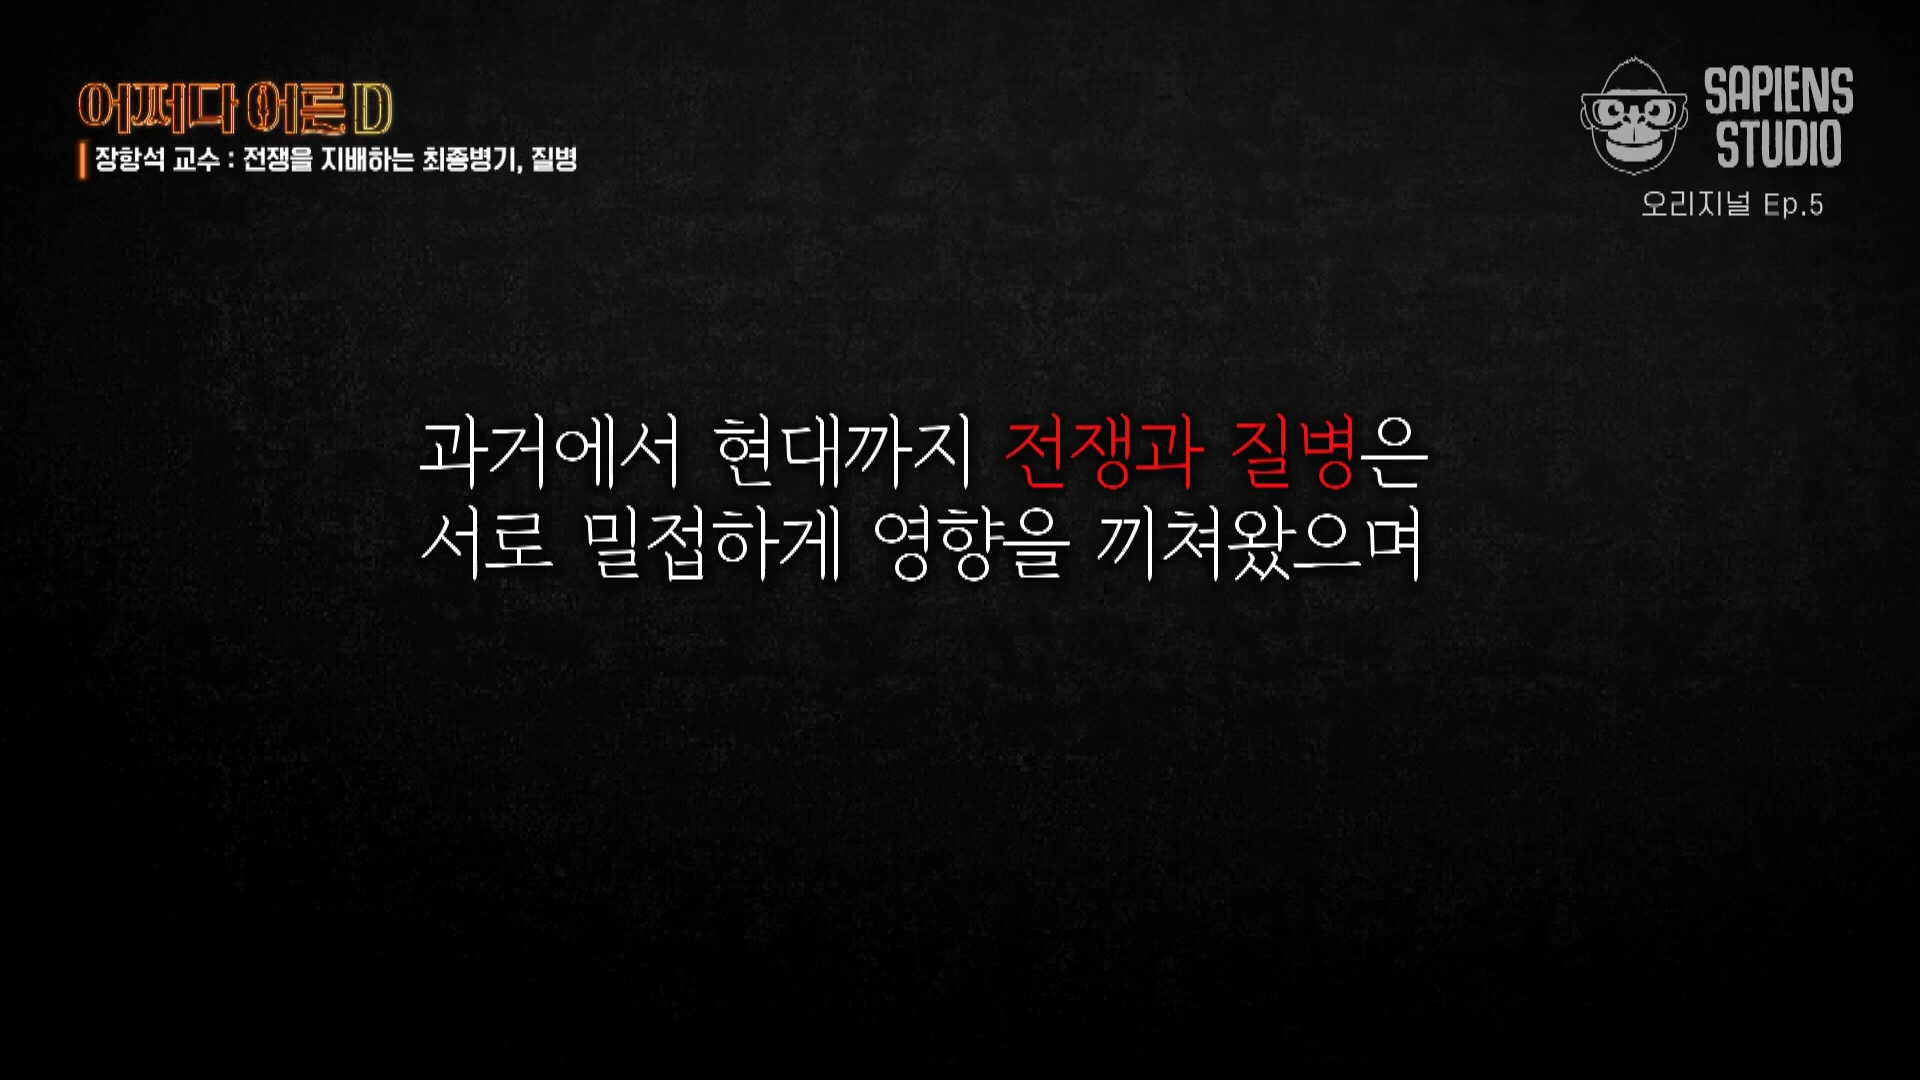 어쩌다 어른 D
장항석 교수 : 전쟁을 지배하는 최종병기, 질병
SAPIENS
STUDIO
오리지널 Ep.5
과거에서 현대까지 전쟁과 질병은
서로 밀접하게 영향을 끼쳐왔으며